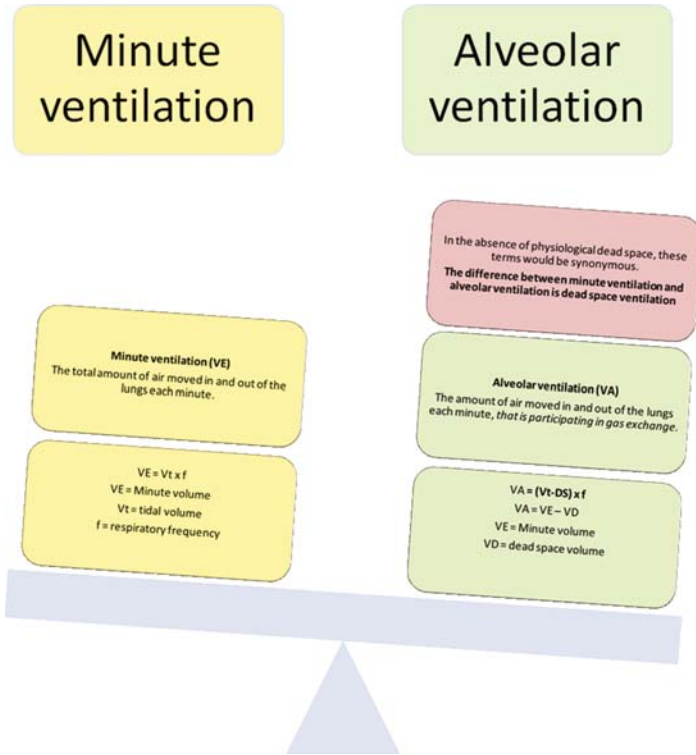 Minute
ventilation
Alveolar
ventilation
Minute ventilation (VE)
The total amount of air moved in and out of the
lungs each minute.
VE = Vt x f
VE = Minute volume
Vt = tidal volume
f = respiratory frequency
In the absence of physiological dead space, these
terms would be synonymous.
The difference between minute ventilation and
alveolar ventilation is dead space ventilation
Alveolar ventilation (VA)
The amount of air moved in and out of the lungs
each minute, that is participating in gas exchange.
VA = (Vt-DS) x f
VA = VE – VD
VE = Minute volume
VD = dead space volume